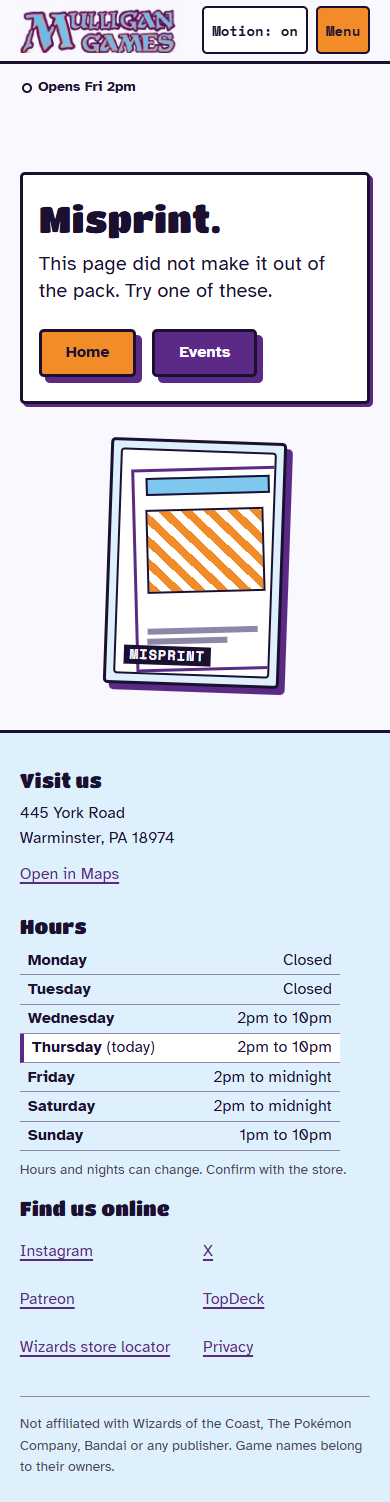 MULLIGAN
GAMES
Motion: on
Menu
Opens Fri 2pm
Misprint.
This page did not make it out of
the pack. Try one of these.
Home
Events
MISPRINT
Visit us
445 York Road
Warminster, PA 18974
Open in Maps
Hours
Monday Closed
Tuesday Closed
Wednesday 2pm to 10pm
Thursday (today) 2pm to 10pm
Friday 2pm to midnight
Saturday 2pm to midnight
Sunday 1pm to 10pm
Hours and nights can change. Confirm with the store.
Find us online
Instagram X
Patreon TopDeck
Wizards store locator Privacy
Not affiliated with Wizards of the Coast, The Pokémon
Company, Bandai or any publisher. Game names belong
to their owners.